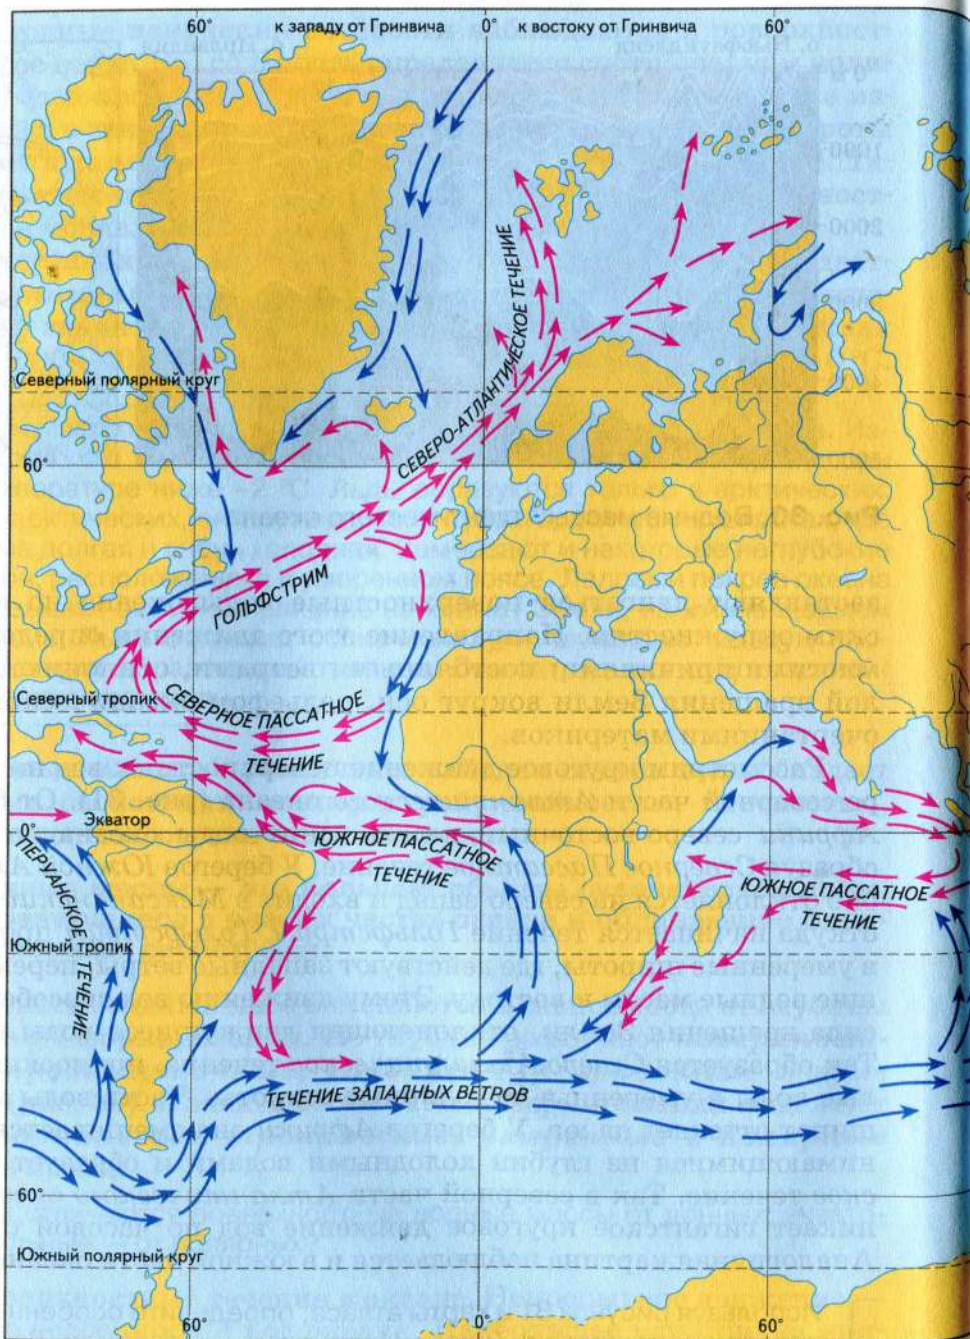 60°
к западу от Гринвича
0°
к востоку от Гринвича
60°
СЕВЕРО-АТЛАНТИЧЕСКОЕ ТЕЧЕНИЕ
Северный полярный круг
60°
ГОЛЬФСТРИМ
Северный тропик
СЕВЕРНОЕ ПАССАТНОЕ
ТЕЧЕНИЕ
Экватор
0°
ЮЖНОЕ ПАССАТНОЕ
ТЕЧЕНИЕ
0
ЮЖНОЕ ПАССАТНОЕ
ТЕЧЕНИЕ
ПЕРУАНСКОЕ
ТЕЧЕНИЕ
Южный тропик
ТЕЧЕНИЕ ЗАПАДНЫХ ВЕТРОВ
60°
Южный полярный круг
60°
0°
60°